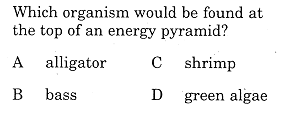 Which organism would be found at
the top of an energy pyramid?
A alligator C shrimp
B bass D green algae